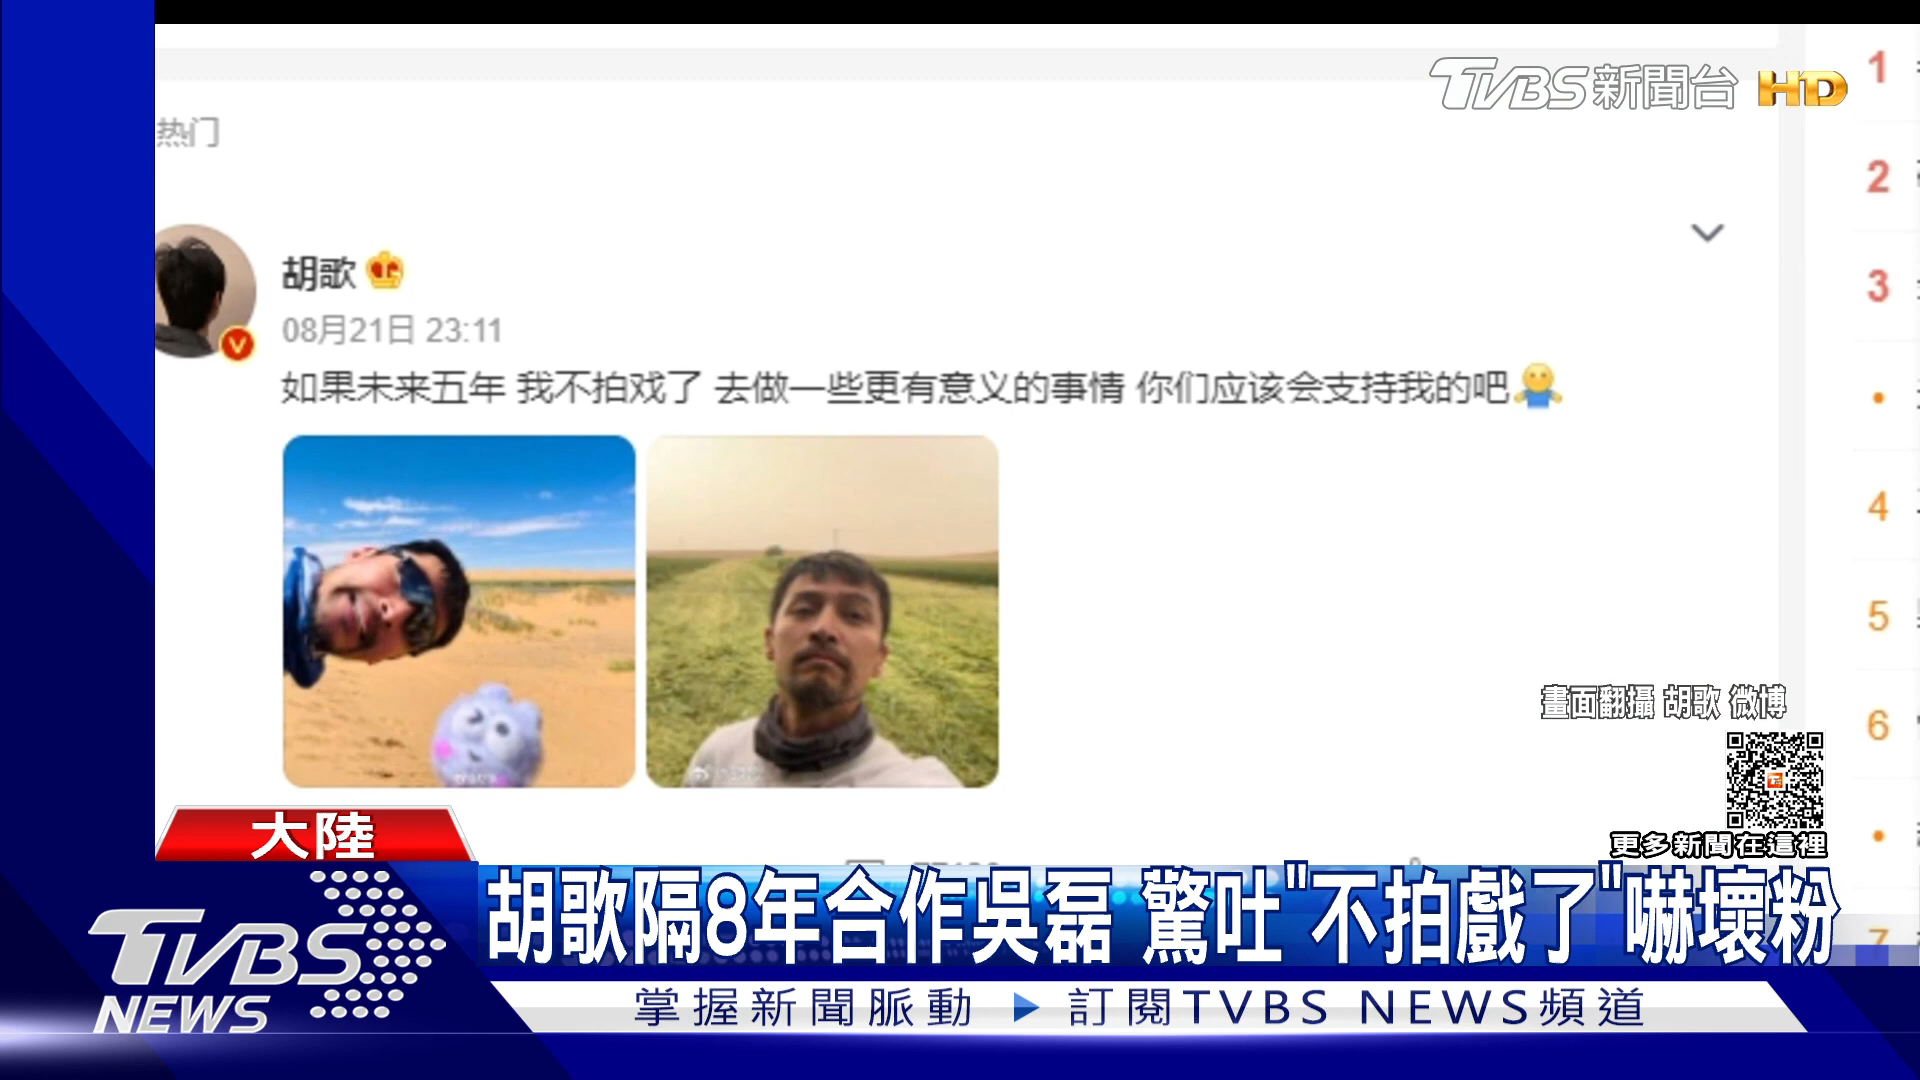 TVBS新聞台 HD
热门
胡歌
08月21日 23:11
如果未来五年 我不拍戏了 去做一些更有意义的事情 你们应该会支持我的吧
1
2
3
4
5
6
7
畫面翻攝 胡歌 微博
更多新聞在這裡
大陸
胡歌隔8年合作吳磊 驚吐"不拍戲了"嚇壞粉
TVBS NEWS
掌握新聞脈動 ▶ 訂閱TVBS NEWS頻道